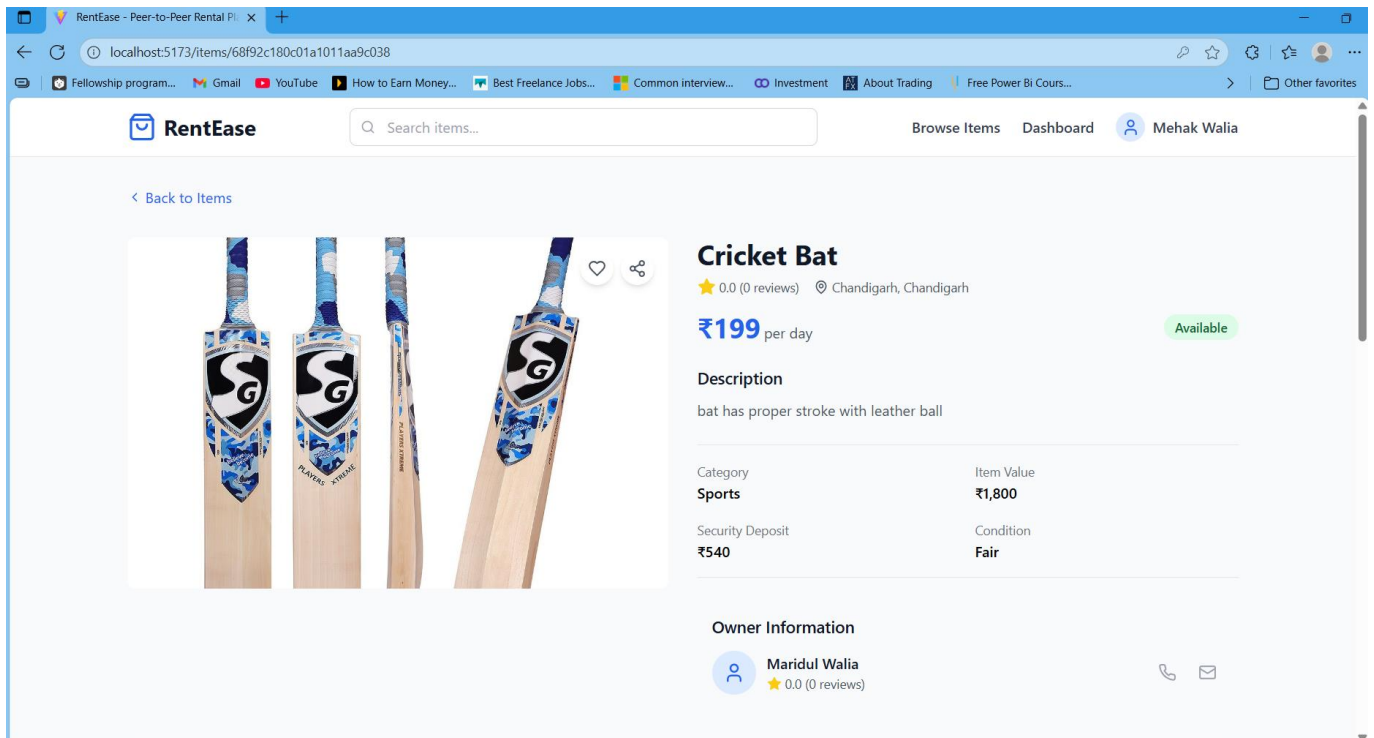 RentEase - Peer-to-Peer Rental Pl
localhost:5173/items/68f92c180c01a1011aa9c038
Fellowship program... Gmail YouTube How to Earn Money... Best Freelance Jobs... Common interview... Investment About Trading Free Power Bi Cours... Other favorites
RentEase Search items... Browse Items Dashboard Mehak Walia
Back to Items
Cricket Bat
0.0 (0 reviews) Chandigarh, Chandigarh
₹199 per day Available
Description
bat has proper stroke with leather ball
Category Item Value
Sports ₹1,800
Security Deposit Condition
₹540 Fair
Owner Information
Maridul Walia
0.0 (0 reviews)
SG
SG
PLAYERS XTREME
PLAYERS XTREME
SG